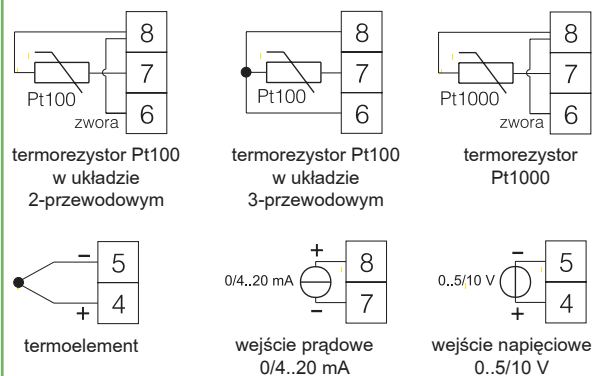 8
7
6
Pt100
zwora
termorezystor Pt100
w układzie
2-przewodowym
8
7
6
Pt100
termorezystor Pt100
w układzie
3-przewodowym
8
7
6
Pt1000
zwora
termorezystor
Pt1000
–
5
4
+
termoelement
+
0/4..20 mA
8
7
–
wejście prądowe
0/4..20 mA
–
0..5/10 V
5
4
+
wejście napięciowe
0..5/10 V